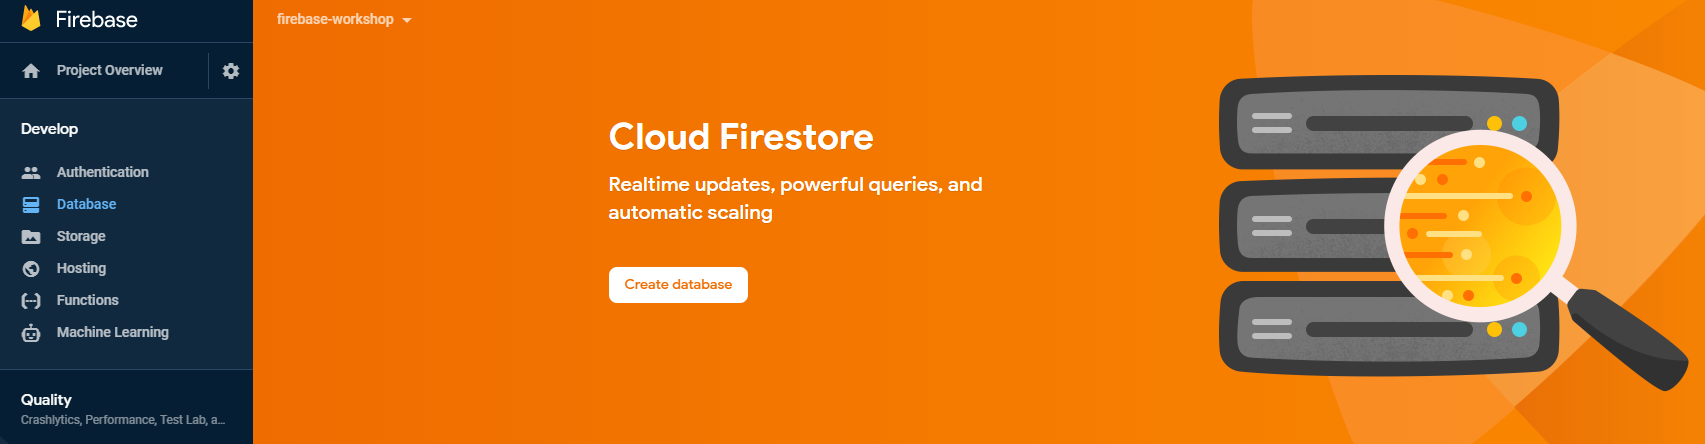 Firebase
firebase-workshop
Project Overview
Develop
Authentication
Database
Storage
Hosting
Functions
Machine Learning
Quality
Crashlytics, Performance, Test Lab, a...
Cloud Firestore
Realtime updates, powerful queries, and
automatic scaling
Create database